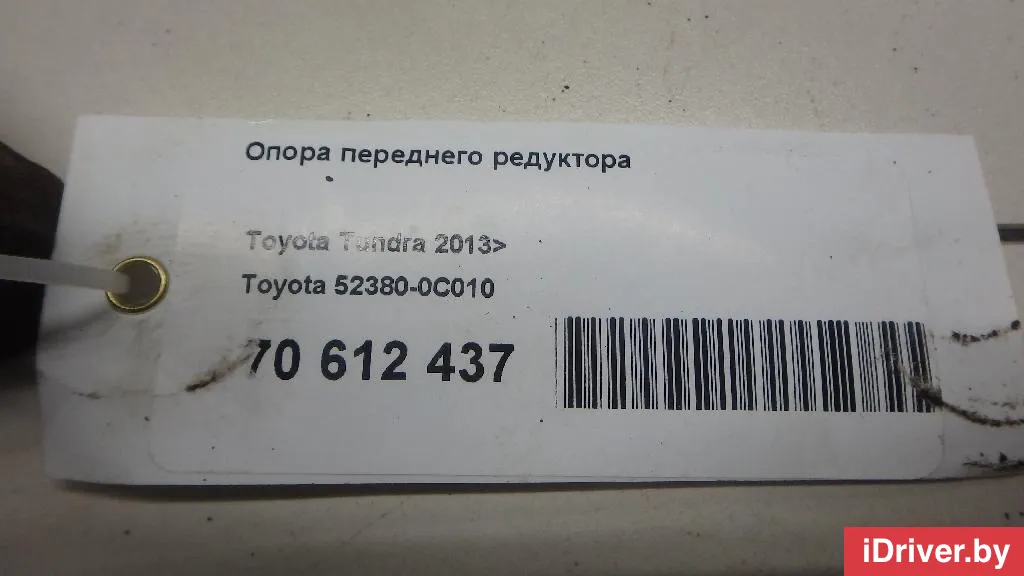 Опора переднего редуктора
Toyota Tundra 2013>
Toyota 52380-0C010
70 612 437
iDriver.by